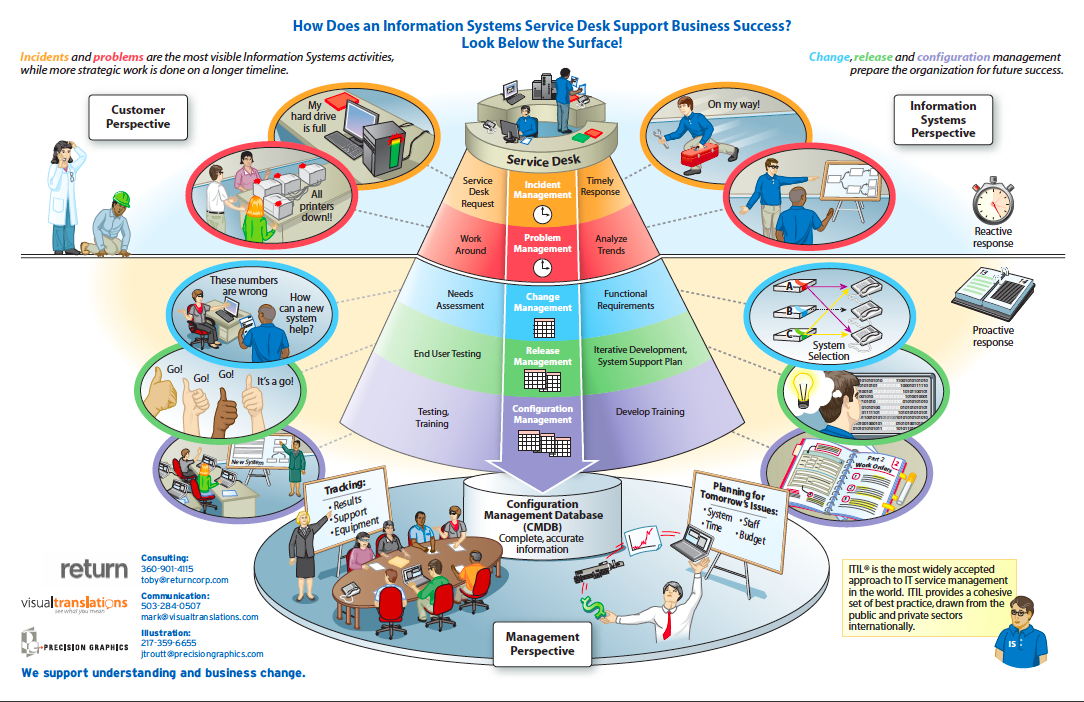 How Does an Information Systems Service Desk Support Business Success?
Look Below the Surface!
Incidents and problems are the most visible Information Systems activities,
while more strategic work is done on a longer timeline.
Change, release and configuration management
prepare the organization for future success.
Customer
Perspective
Information
Systems
Perspective
My
hard drive
is full
On my way!
All
printers
down!!
Service Desk
Service
Desk
Request
Incident
Management
Timely
Response
Work
Around
Problem
Management
Analyze
Trends
Reactive
response
These numbers
are wrong
How
can a new
system
help?
Needs
Assessment
Change
Management
Functional
Requirements
A
B
C
System
Selection
Proactive
response
Go!
Go!
Go!
It's a go!
End User Testing
Release
Management
Iterative Development,
System Support Plan
Testing,
Training
Configuration
Management
Develop Training
New System
Part 2
Work Orders
2
1
2
3
Tracking:
• Results
• Support
• Equipment
Configuration
Management Database
(CMDB)
Complete, accurate
information
Planning for
Tomorrow's Issues:
• System • Staff
• Time • Budget
$
Management
Perspective
return
Consulting:
360-901-4115
toby@returncorp.com
visualtranslations
see what you mean
Communication:
503-284-0507
mark@visualtranslations.com
PRECISION GRAPHICS
Illustration:
217-359-6655
jtroutt@precisiongraphics.com
We support understanding and business change.
ITIL® is the most widely accepted
approach to IT service management
in the world. ITIL provides a cohesive
set of best practice, drawn from the
public and private sectors
internationally.
IS